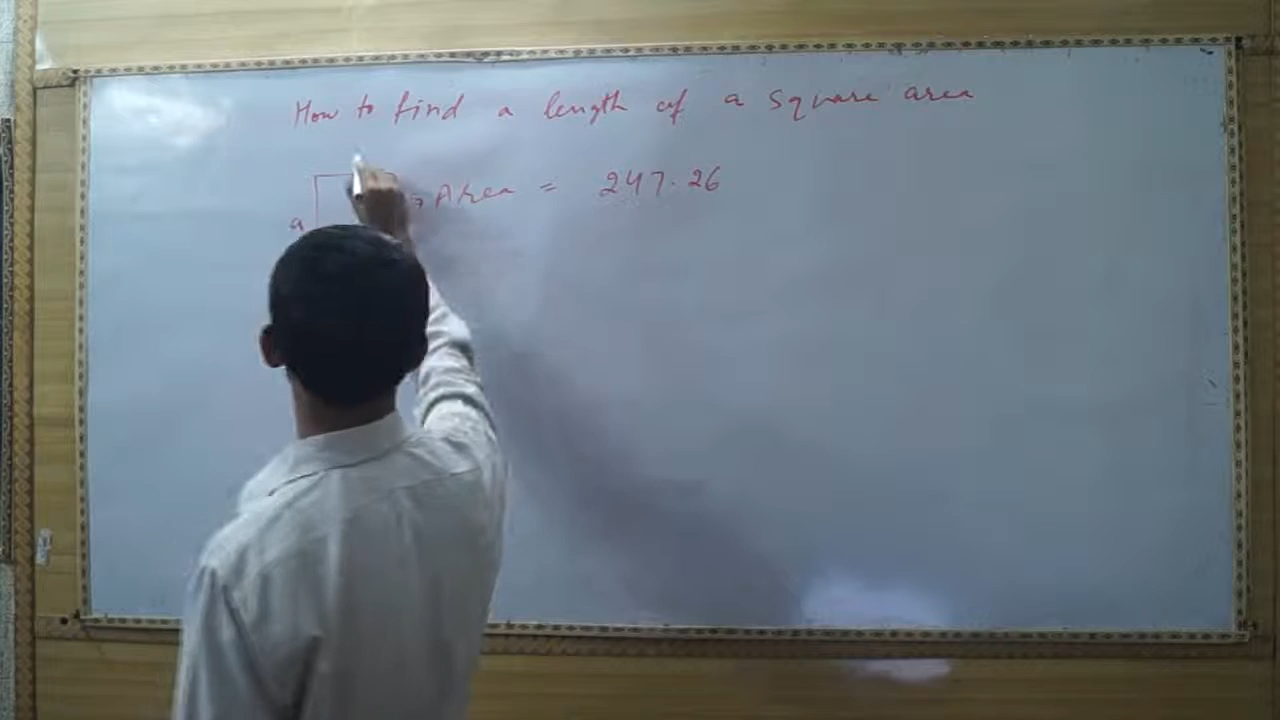 How to find a length of a square area
Area = 247.26
a